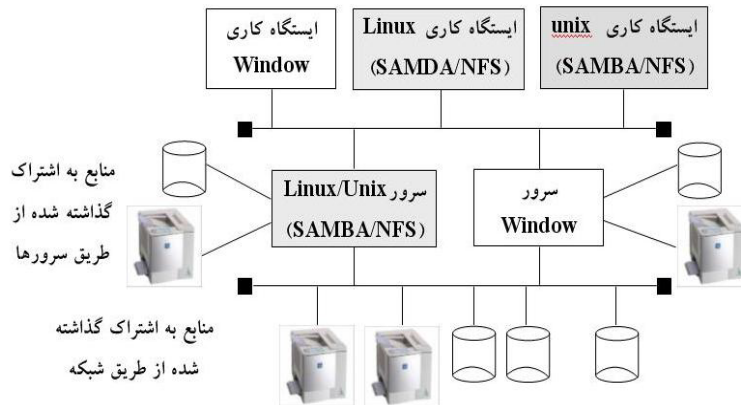 ایستگاه کاری unix
(SAMBA/NFS)
ایستگاه کاری Linux
(SAMDA/NFS)
ایستگاه کاری
Window
منابع به اشتراک
گذاشته شده از
طریق سرورها
سرور Linux/Unix
(SAMBA/NFS)
سرور
Window
منابع به اشتراک گذاشته
شده از طریق شبکه